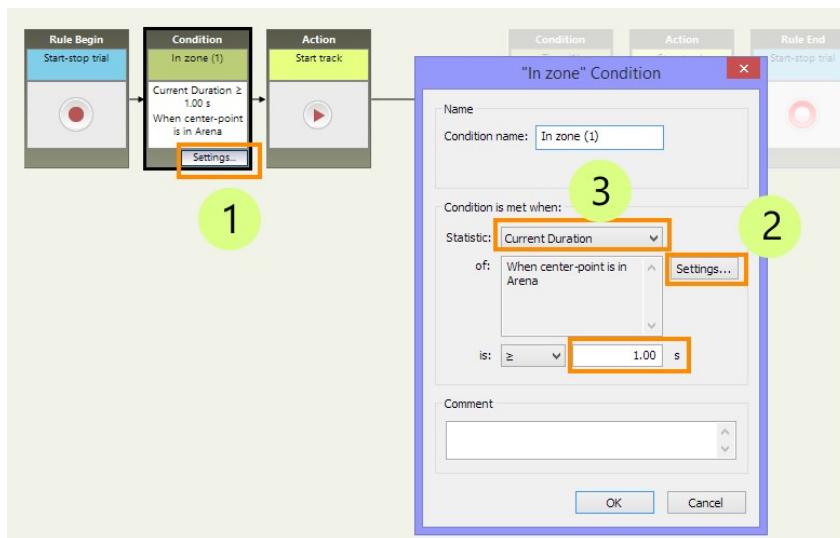 Rule Begin
Start-stop trial
Condition
In zone (1)
Current Duration ≥
1.00 s
When center-point
is in Arena
Settings...
Action
Start track
Condition
Action
Rule End
Start-stop trial
1
"In zone" Condition
Name
Condition name: In zone (1)
3
Condition is met when:
2
Statistic: Current Duration
of: When center-point is in
Arena
Settings...
is: ≥ 1.00 s
Comment
OK Cancel